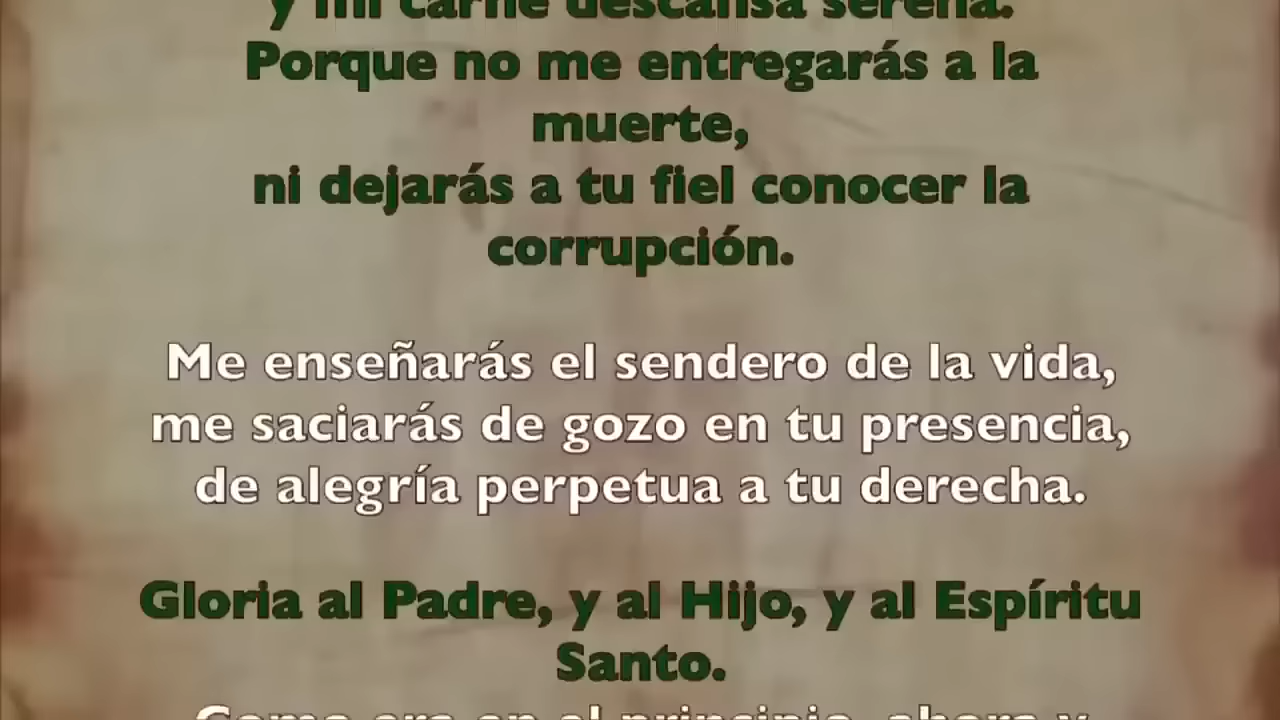 y mi carne descansa serena.
Porque no me entregarás a la
muerte,
ni dejarás a tu fiel conocer la
corrupción.
Me enseñarás el sendero de la vida,
me saciarás de gozo en tu presencia,
de alegría perpetua a tu derecha.
Gloria al Padre, y al Hijo, y al Espíritu
Santo.
Como era en el principio, ahora y